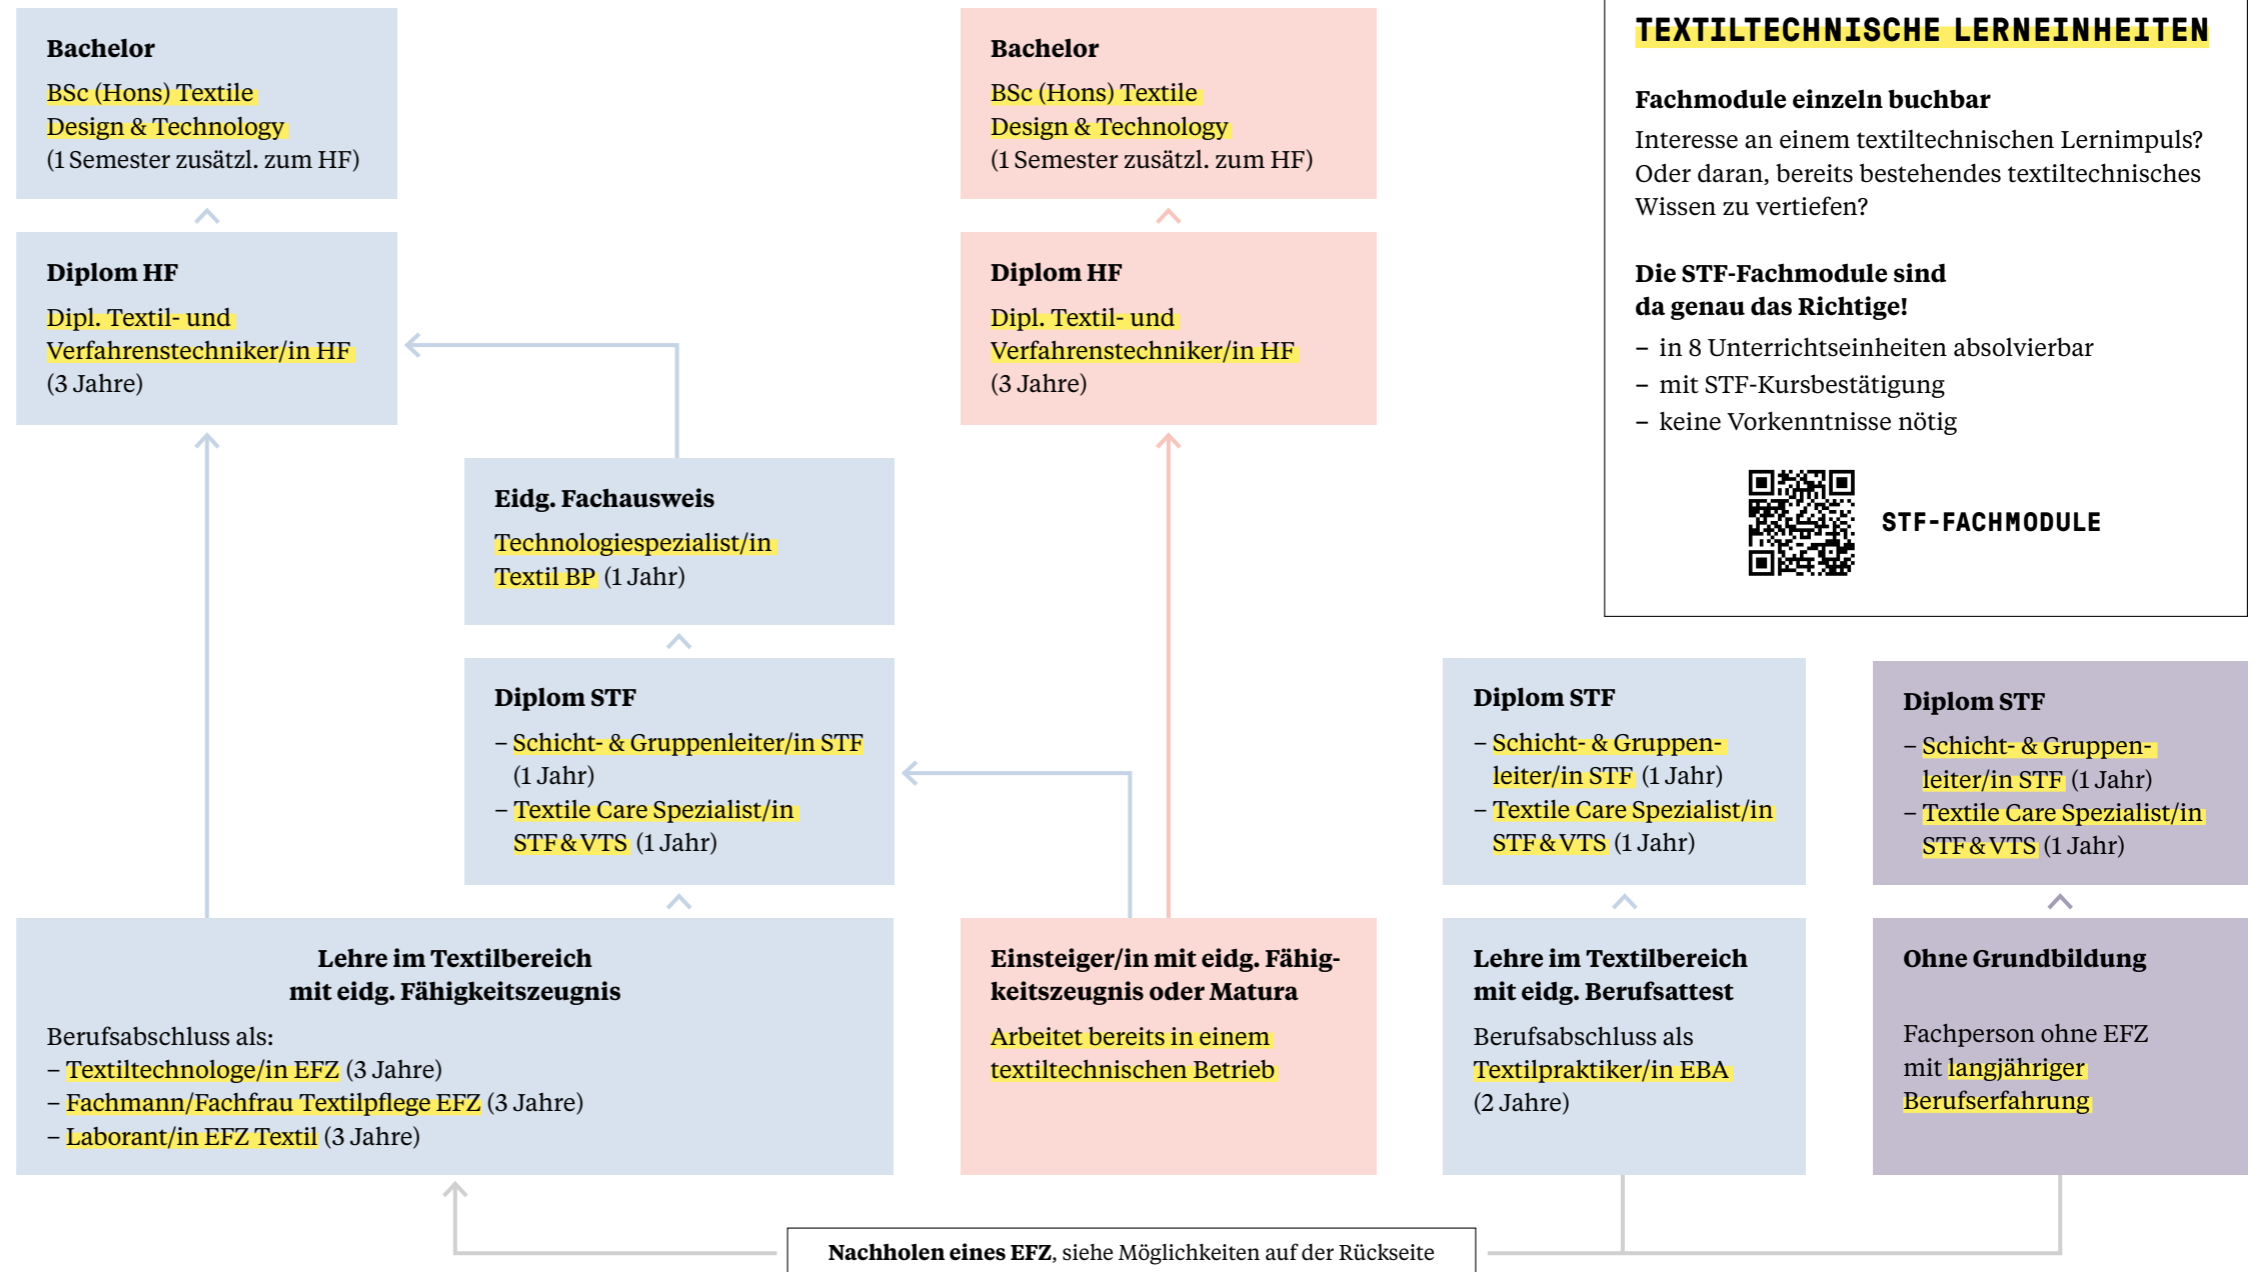 Bachelor
BSc (Hons) Textile
Design & Technology
(1 Semester zusätzl. zum HF)
Diplom HF
Dipl. Textil- und
Verfahrenstechniker/in HF
(3 Jahre)
Eidg. Fachausweis
Technologiespezialist/in
Textil BP (1 Jahr)
Diplom STF
– Schicht- & Gruppenleiter/in STF
(1 Jahr)
– Textile Care Spezialist/in
STF & VTS (1 Jahr)
Lehre im Textilbereich
mit eidg. Fähigkeitszeugnis
Berufsabschluss als:
– Textiltechnologe/in EFZ (3 Jahre)
– Fachmann/Fachfrau Textilpflege EFZ (3 Jahre)
– Laborant/in EFZ Textil (3 Jahre)
Bachelor
BSc (Hons) Textile
Design & Technology
(1 Semester zusätzl. zum HF)
Diplom HF
Dipl. Textil- und
Verfahrenstechniker/in HF
(3 Jahre)
Einsteiger/in mit eidg. Fähig-
keitszeugnis oder Matura
Arbeitet bereits in einem
textiltechnischen Betrieb
TEXTILTECHNISCHE LERNEINHEITEN
Fachmodule einzeln buchbar
Interesse an einem textiltechnischen Lernimpuls?
Oder daran, bereits bestehendes textiltechnisches
Wissen zu vertiefen?
Die STF-Fachmodule sind
da genau das Richtige!
– in 8 Unterrichtseinheiten absolvierbar
– mit STF-Kursbestätigung
– keine Vorkenntnisse nötig
STF-FACHMODULE
Diplom STF
– Schicht- & Gruppen-
leiter/in STF (1 Jahr)
– Textile Care Spezialist/in
STF & VTS (1 Jahr)
Lehre im Textilbereich
mit eidg. Berufsattest
Berufsabschluss als
Textilpraktiker/in EBA
(2 Jahre)
Diplom STF
– Schicht- & Gruppen-
leiter/in STF (1 Jahr)
– Textile Care Spezialist/in
STF & VTS (1 Jahr)
Ohne Grundbildung
Fachperson ohne EFZ
mit langjähriger
Berufserfahrung
Nachholen eines EFZ, siehe Möglichkeiten auf der Rückseite